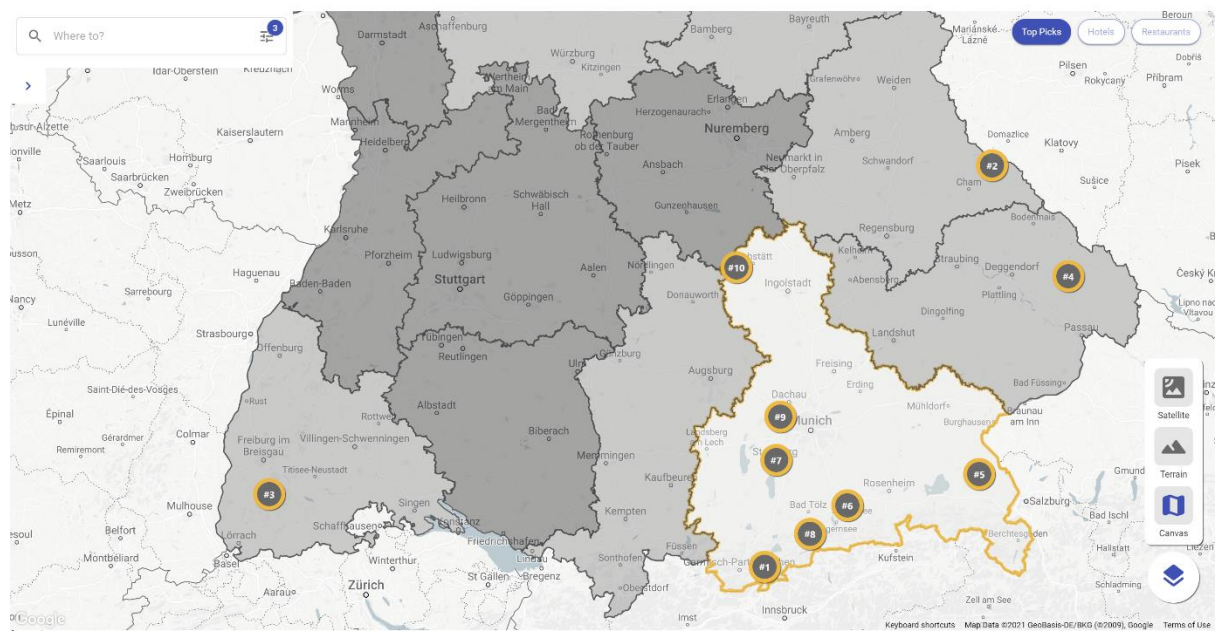 Where to?
3
Top Picks
Hotels
Restaurants
Aschaffenburg
Darmstadt
Bamberg
Bayreuth
Mariánské
Lázně
Beroun
Pilsen
Rokycany
Příbram
Dobříš
Idar-Oberstein
Kreuznach
Worms
Würzburg
Kitzingen
Wertheim
am Main
Grafenwöhr
Weiden
Erlangen
Herzogenaurach
Nuremberg
Bad
Mergentheim
Rothenburg
ob der Tauber
Mannheim
Heidelberg
Kaiserslautern
Homburg
Saarlouis
Saarbrücken
Zweibrücken
Metz
Ansbach
Neumarkt in
der Oberpfalz
Amberg
Schwandorf
Domazlice
Klatovy
Pisek
Sušice
#2
Cham
Heilbronn
Schwäbisch
Hall
Gunzenhausen
Karlsruhe
Regensburg
Bodenmais
Kelheim
Straubing
Deggendorf
Plattling
#4
Český Kr
Haguenau
Pforzheim
Ludwigsburg
Stuttgart
Aalen
Nördlingen
#10
Ingolstadt
Abensberg
Sarrebourg
Baden-Baden
Göppingen
Donauworth
Dingolfing
Lipno nad
Vltavou
Lunéville
Strasbourg
Offenburg
Tübingen
Reutlingen
Ulm
Günzburg
Landshut
Passau
Augsburg
Freising
Erding
Bad Füssing
Saint-Dié-des-Vosges
Rust
Albstadt
Dachau
Mühldorf
Braunau
am Inn
Satellite
Épinal
Gérardmer
Remiremont
Colmar
Freiburg im
Breisgau
Rottweil
Villingen-Schwenningen
Biberach
Landsberg
am Lech
#9
Munich
Burghausen
Memmingen
#7
Titisee-Neustadt
Kaufbeuren
#5
Terrain
Gmund
#3
Mulhouse
Singen
Kempten
Rosenheim
Bad Tölz
#6
Salzburg
Bad Ischl
Belfort
Lörrach
Schaffhausen
Konstanz
Friedrichshafen
#8
Tegernsee
Berchtesgaden
Canvas
Montbéliard
Basel
Winterthur
Lindau
Bregenz
Sonthofen
Füssen
#1
Garmisch-Partenkirchen
Kufstein
Hallstatt
Liezen
Aarau
Zürich
St Gallen
Oberstdorf
Schladming
Imst
Innsbruck
Zell am See
Google
Keyboard shortcuts
Map Data ©2021 GeoBasis-DE/BKG (©2009), Google
Terms of Use